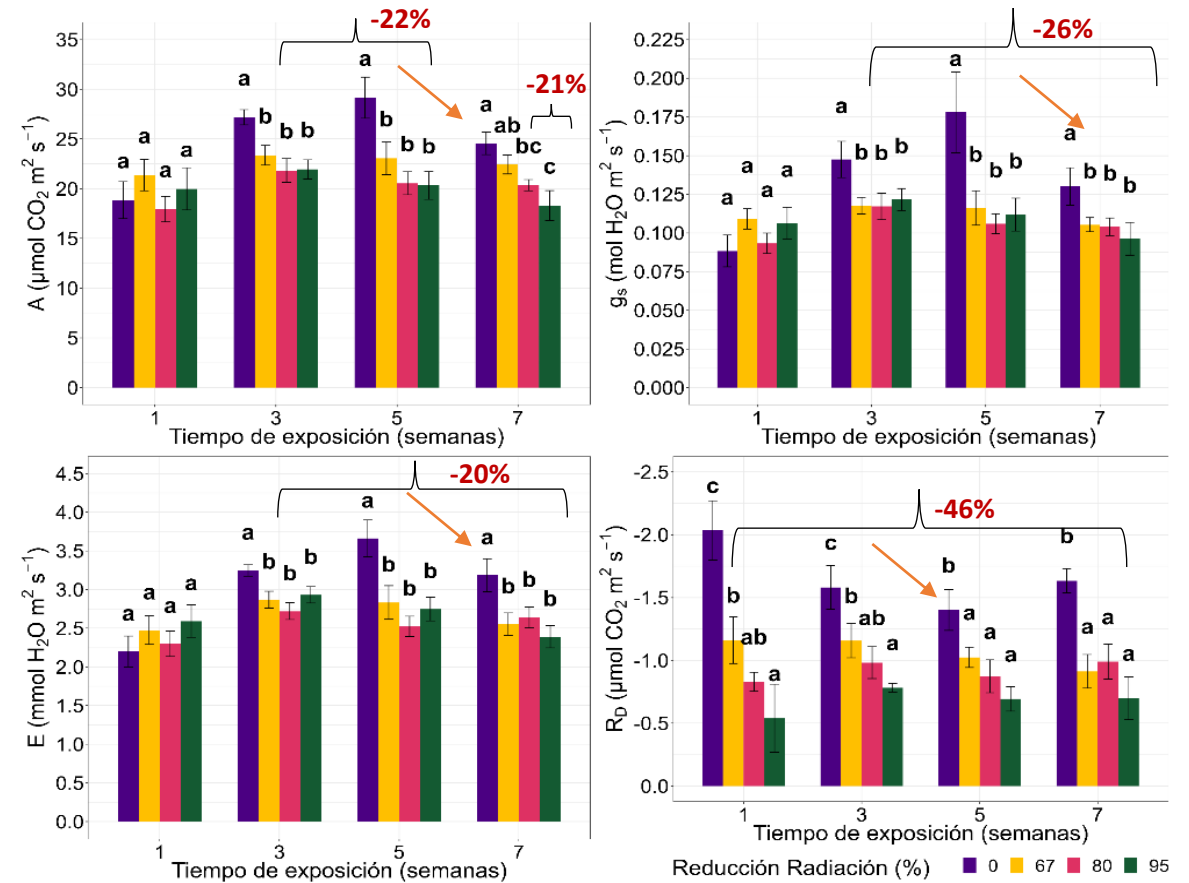 -22%
35
30
25
20
15
10
5
0
A (μmol CO2 m² s⁻¹)
a a a a
a b b b
a b b b
a ab bc c
-21%
1 3 5 7
Tiempo de exposición (semanas)
-26%
0.225
0.200
0.175
0.150
0.125
0.100
0.075
0.050
0.025
0.000
gs (mol H2O m² s⁻¹)
a a a a
a b b b
a b b b
a b b b
1 3 5 7
Tiempo de exposición (semanas)
-20%
4.5
4.0
3.5
3.0
2.5
2.0
1.5
1.0
0.5
0.0
E (mmol H2O m² s⁻¹)
a a a a
a b b b
a b b b
a b b b
1 3 5 7
Tiempo de exposición (semanas)
-46%
-2.5
-2.0
-1.5
-1.0
-0.5
0.0
RD (μmol CO2 m² s⁻¹)
c b ab a
c b ab a
b a a a
b a a a
1 3 5 7
Tiempo de exposición (semanas)
Reducción Radiación (%) 0 67 80 95